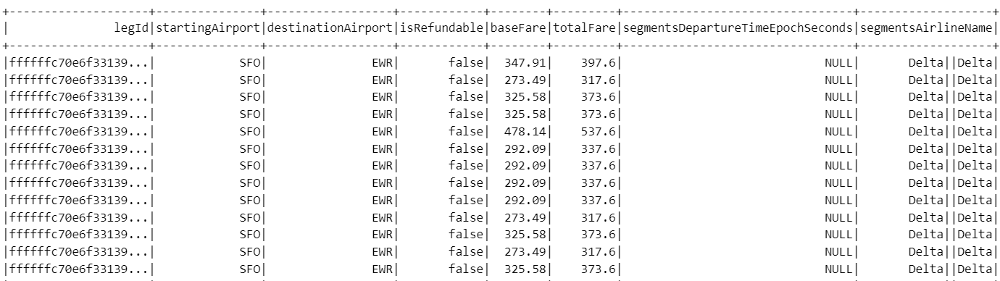 +--------------------+---------------+------------------+------------+--------+---------+---------------------------------+-------------------+
|               legId|startingAirport|destinationAirport|isRefundable|baseFare|totalFare|segmentsDepartureTimeEpochSeconds|segmentsAirlineName|
+--------------------+---------------+------------------+------------+--------+---------+---------------------------------+-------------------+
|ffffffc70e6f33139...|            SFO|               EWR|       false|  347.91|    397.6|                             NULL|       Delta||Delta|
|ffffffc70e6f33139...|            SFO|               EWR|       false|  273.49|    317.6|                             NULL|       Delta||Delta|
|ffffffc70e6f33139...|            SFO|               EWR|       false|  325.58|    373.6|                             NULL|       Delta||Delta|
|ffffffc70e6f33139...|            SFO|               EWR|       false|  325.58|    373.6|                             NULL|       Delta||Delta|
|ffffffc70e6f33139...|            SFO|               EWR|       false|  478.14|    537.6|                             NULL|       Delta||Delta|
|ffffffc70e6f33139...|            SFO|               EWR|       false|  292.09|    337.6|                             NULL|       Delta||Delta|
|ffffffc70e6f33139...|            SFO|               EWR|       false|  292.09|    337.6|                             NULL|       Delta||Delta|
|ffffffc70e6f33139...|            SFO|               EWR|       false|  292.09|    337.6|                             NULL|       Delta||Delta|
|ffffffc70e6f33139...|            SFO|               EWR|       false|  292.09|    337.6|                             NULL|       Delta||Delta|
|ffffffc70e6f33139...|            SFO|               EWR|       false|  273.49|    317.6|                             NULL|       Delta||Delta|
|ffffffc70e6f33139...|            SFO|               EWR|       false|  325.58|    373.6|                             NULL|       Delta||Delta|
|ffffffc70e6f33139...|            SFO|               EWR|       false|  273.49|    317.6|                             NULL|       Delta||Delta|
|ffffffc70e6f33139...|            SFO|               EWR|       false|  325.58|    373.6|                             NULL|       Delta||Delta|